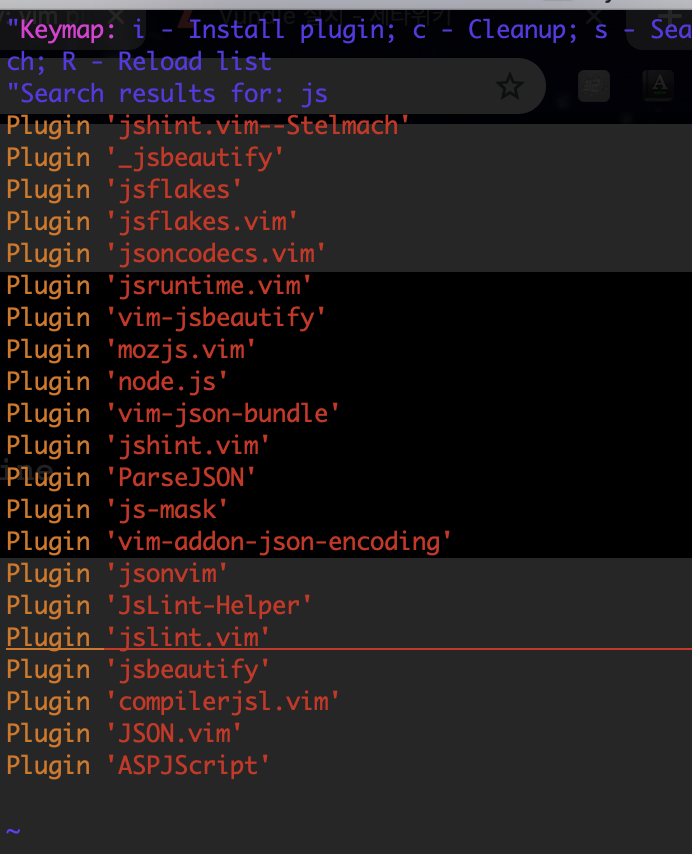 "Keymap: i - Install plugin; c - Cleanup; s - Sea
ch; R - Reload list
"Search results for: js
Plugin 'jshint.vim--Stelmach'
Plugin '_jsbeautify'
Plugin 'jsflakes'
Plugin 'jsflakes.vim'
Plugin 'jsoncodecs.vim'
Plugin 'jsruntime.vim'
Plugin 'vim-jsbeautify'
Plugin 'mozjs.vim'
Plugin 'node.js'
Plugin 'vim-json-bundle'
Plugin 'jshint.vim'
Plugin 'ParseJSON'
Plugin 'js-mask'
Plugin 'vim-addon-json-encoding'
Plugin 'jsonvim'
Plugin 'JsLint-Helper'
Plugin 'jslint.vim'
Plugin 'jsbeautify'
Plugin 'compilerjsl.vim'
Plugin 'JSON.vim'
Plugin 'ASPJScript'
~